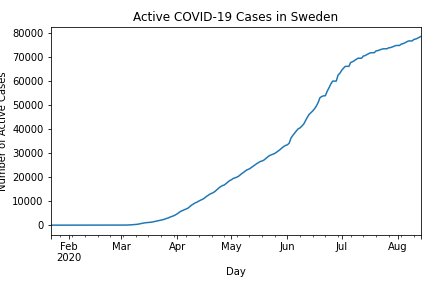 Active COVID-19 Cases in Sweden
80000
70000
60000
50000
40000
30000
20000
10000
0
Number of Active Cases
Feb
2020
Mar
Apr
May
Jun
Jul
Aug
Day